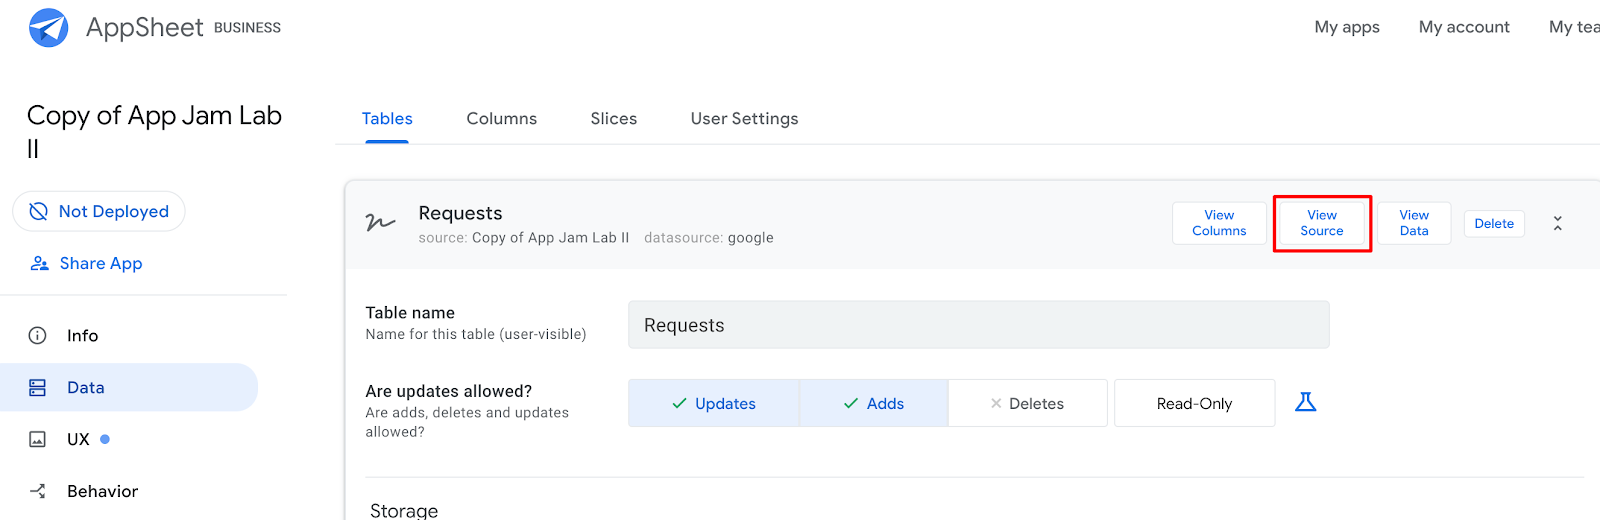 AppSheet BUSINESS
My apps My account My tea
Copy of App Jam Lab
II
Not Deployed
Share App
Info
Data
UX
Behavior
Tables Columns Slices User Settings
Requests
source: Copy of App Jam Lab II datasource: google
View
Columns
View
Source
View
Data
Delete
Table name
Name for this table (user-visible)
Requests
Are updates allowed?
Are adds, deletes and updates
allowed?
Updates Adds Deletes Read-Only
Storage